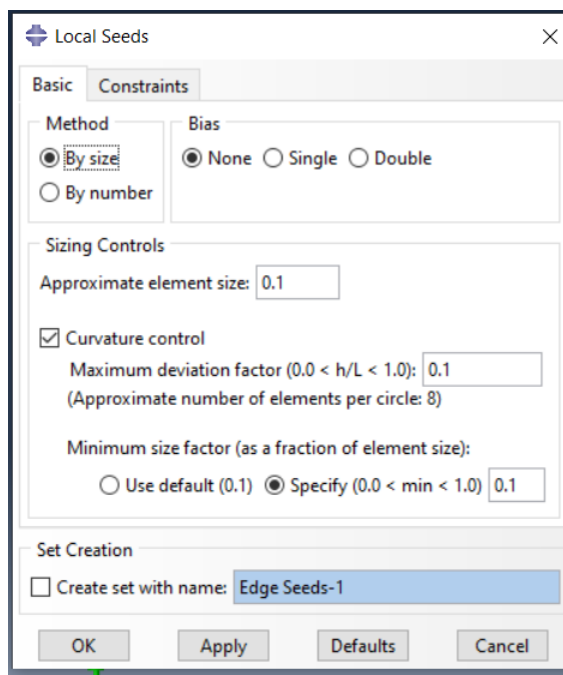 Local Seeds
Basic Constraints
Method Bias
By size None Single Double
By number
Sizing Controls
Approximate element size: 0.1
Curvature control
Maximum deviation factor (0.0 < h/L < 1.0): 0.1
(Approximate number of elements per circle: 8)
Minimum size factor (as a fraction of element size):
Use default (0.1) Specify (0.0 < min < 1.0) 0.1
Set Creation
Create set with name: Edge Seeds-1
OK Apply Defaults Cancel